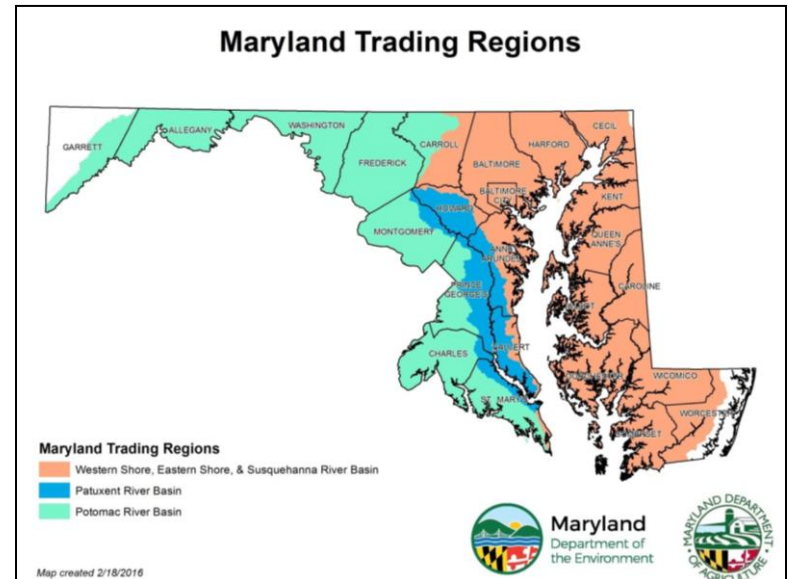 Maryland Trading Regions
GARRETT
ALLEGANY
WASHINGTON
FREDERICK
CARROLL
BALTIMORE
HARFORD
CECIL
BALTIMORE
CITY
KENT
HOWARD
MONTGOMERY
QUEEN
ANNE'S
ANNE
ARUNDEL
CAROLINE
PRINCE
GEORGES
CALVERT
CHARLES
WICOMICO
ST. MARYS
WORCESTER
SOMERSET
Maryland Trading Regions
Western Shore, Eastern Shore, & Susquehanna River Basin
Patuxent River Basin
Potomac River Basin
Maryland
Department of
the Environment
MARYLAND DEPARTMENT
OF AGRICULTURE
Map created 2/18/2016